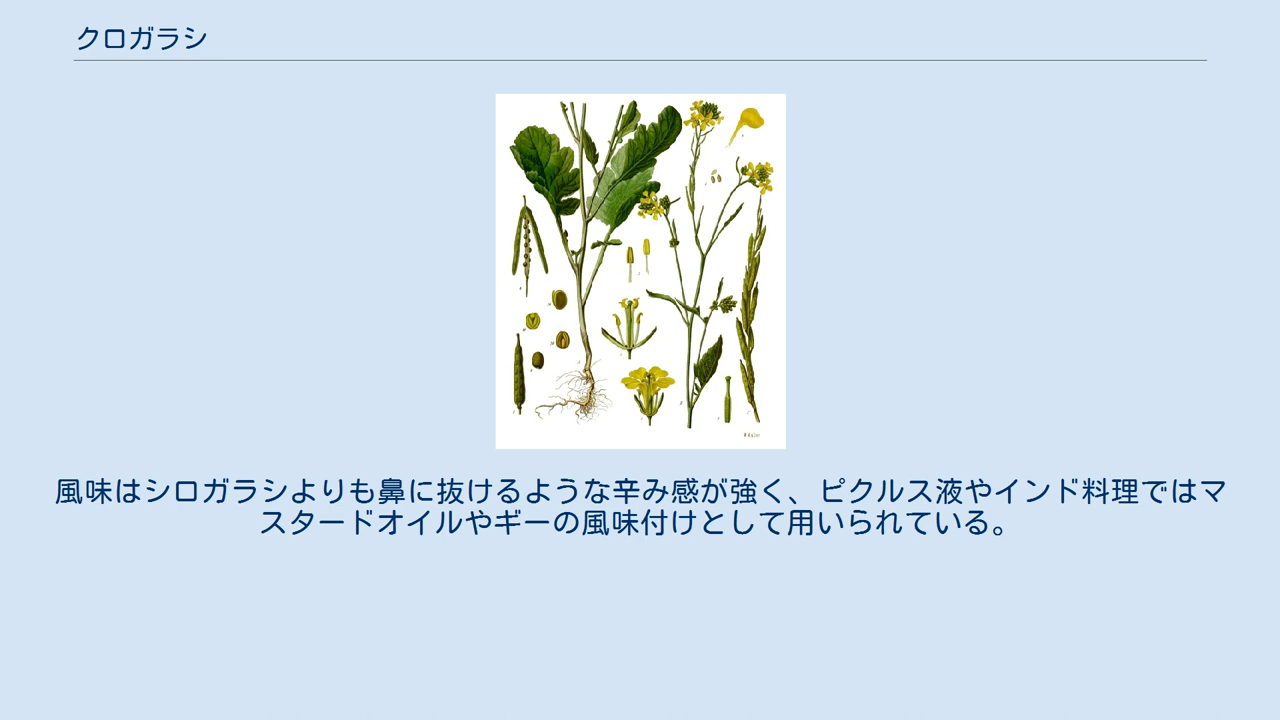 クロガラシ
風味はシロガラシよりも鼻に抜けるような辛み感が強く、ピクルス液やインド料理ではマ
スタードオイルやギーの風味付けとして用いられている。